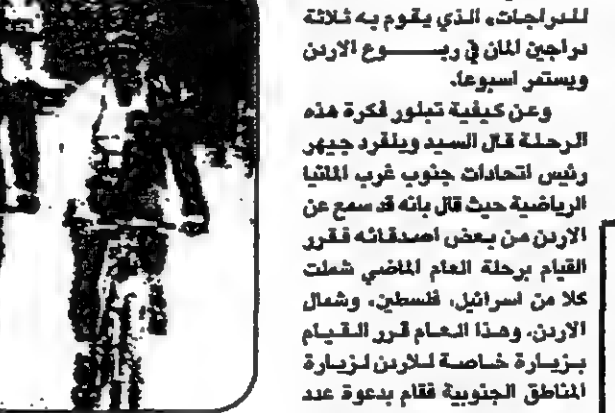 للدراجات» الذي يقوم به ثلاثة
دراجين المان في ربـــوع الاردن
ويستمر اسبوعا.
وعن كيفية تبلور فكرة هذه
الرحلة قال السيد وينفرد جيهر
رئيس اتحادات جنوب غرب المانيا
الرياضية حيث قال بانه قد سمع عن
الاردن من بعض اصدقائه فقرر
القيام برحلة العام الماضي شملت
كلا من اسرائيل، فلسطين، وشمال
الاردن. وهذا العام قرر القيام
بزيارة خاصة للاردن لزيارة
المناطق الجنوبية فقام بدعوة عدد